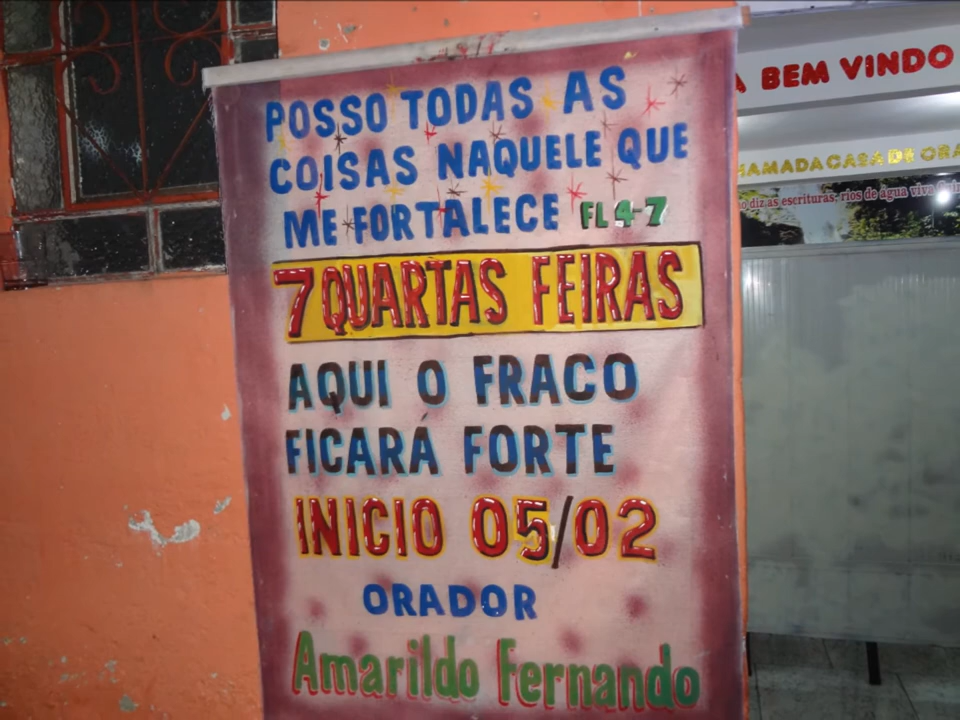 POSSO TODAS AS
COISAS NAQUELE QUE
ME FORTALECE FL 4-7
7 QUARTAS FEIRAS
AQUI O FRACO
FICARÁ FORTE
INICIO 05/02
ORADOR
Amarildo Fernando
A BEM VINDO
HAMADA CASA DE ORA
o diz as escrituras: rios de água viva